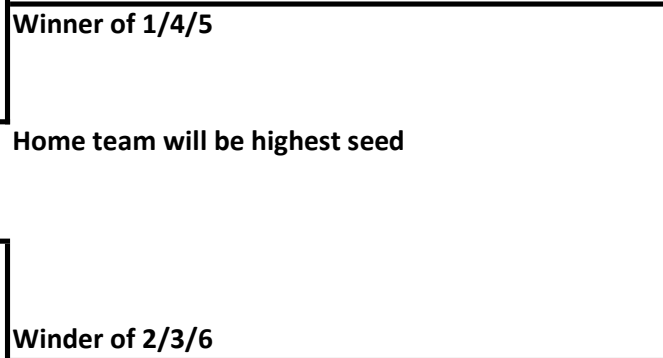 Winner of 1/4/5
Home team will be highest seed
Winder of 2/3/6